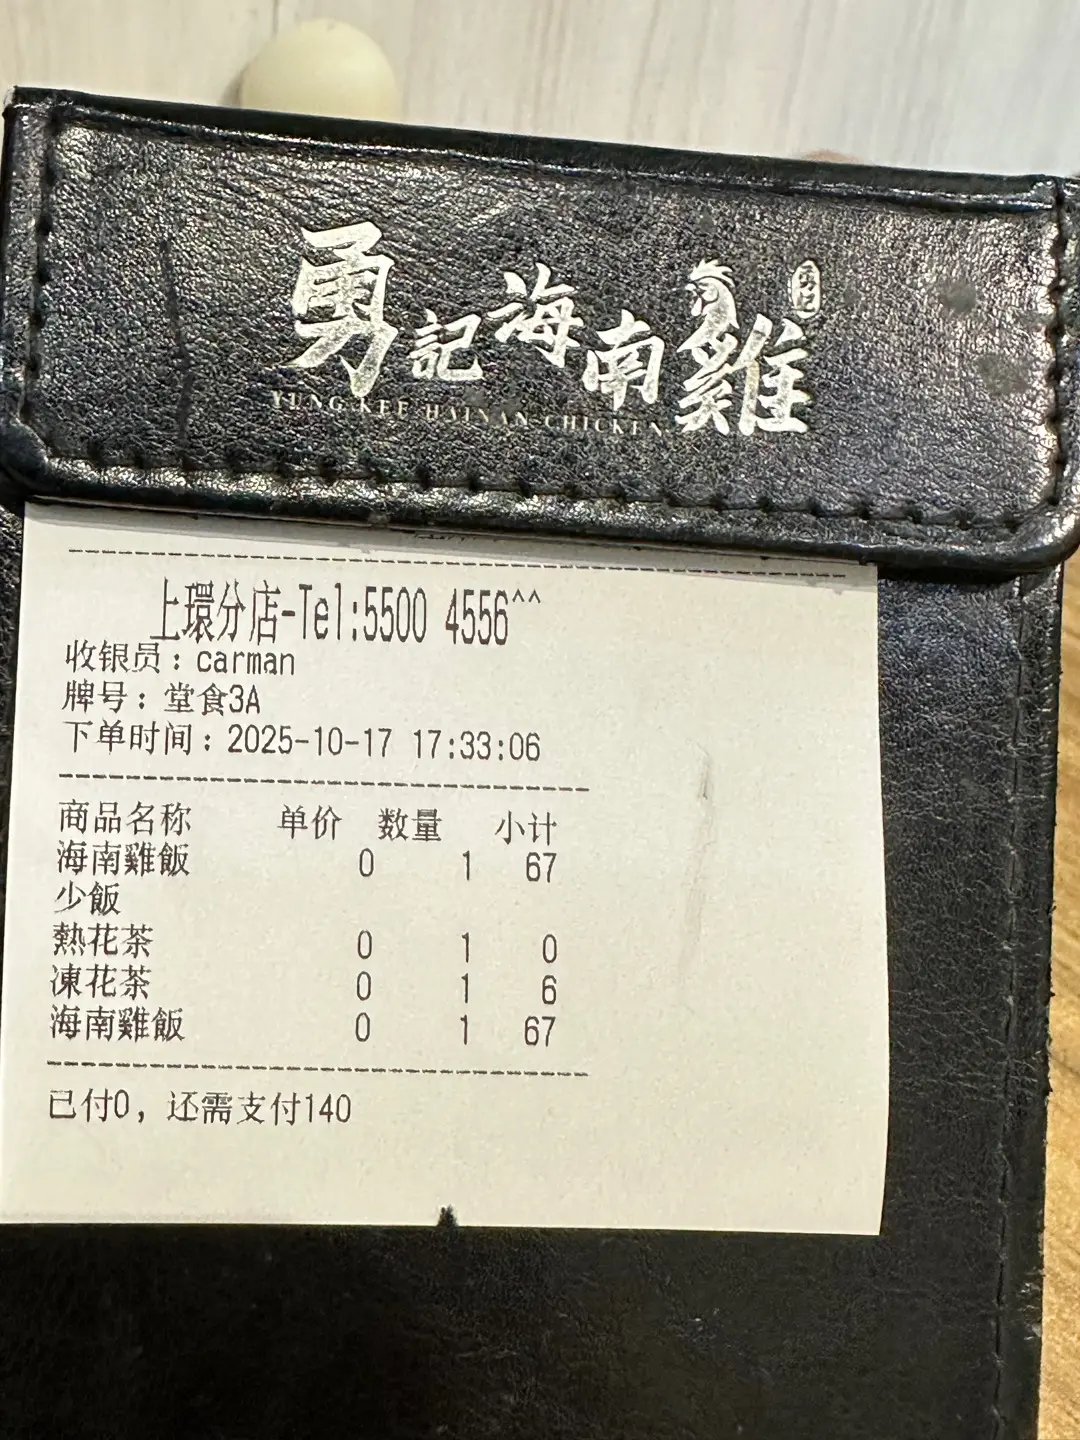 勇記海南雞
勇記
YUNG KEE HAINAN CHICKEN
上環分店-Tel:5500 4556^^
收银员：carman
牌号：堂食3A
下单时间：2025-10-17 17:33:06
商品名称 单价 数量 小计
海南雞飯 0 1 67
少飯
熱花茶 0 1 0
凍花茶 0 1 6
海南雞飯 0 1 67
已付0，还需支付140